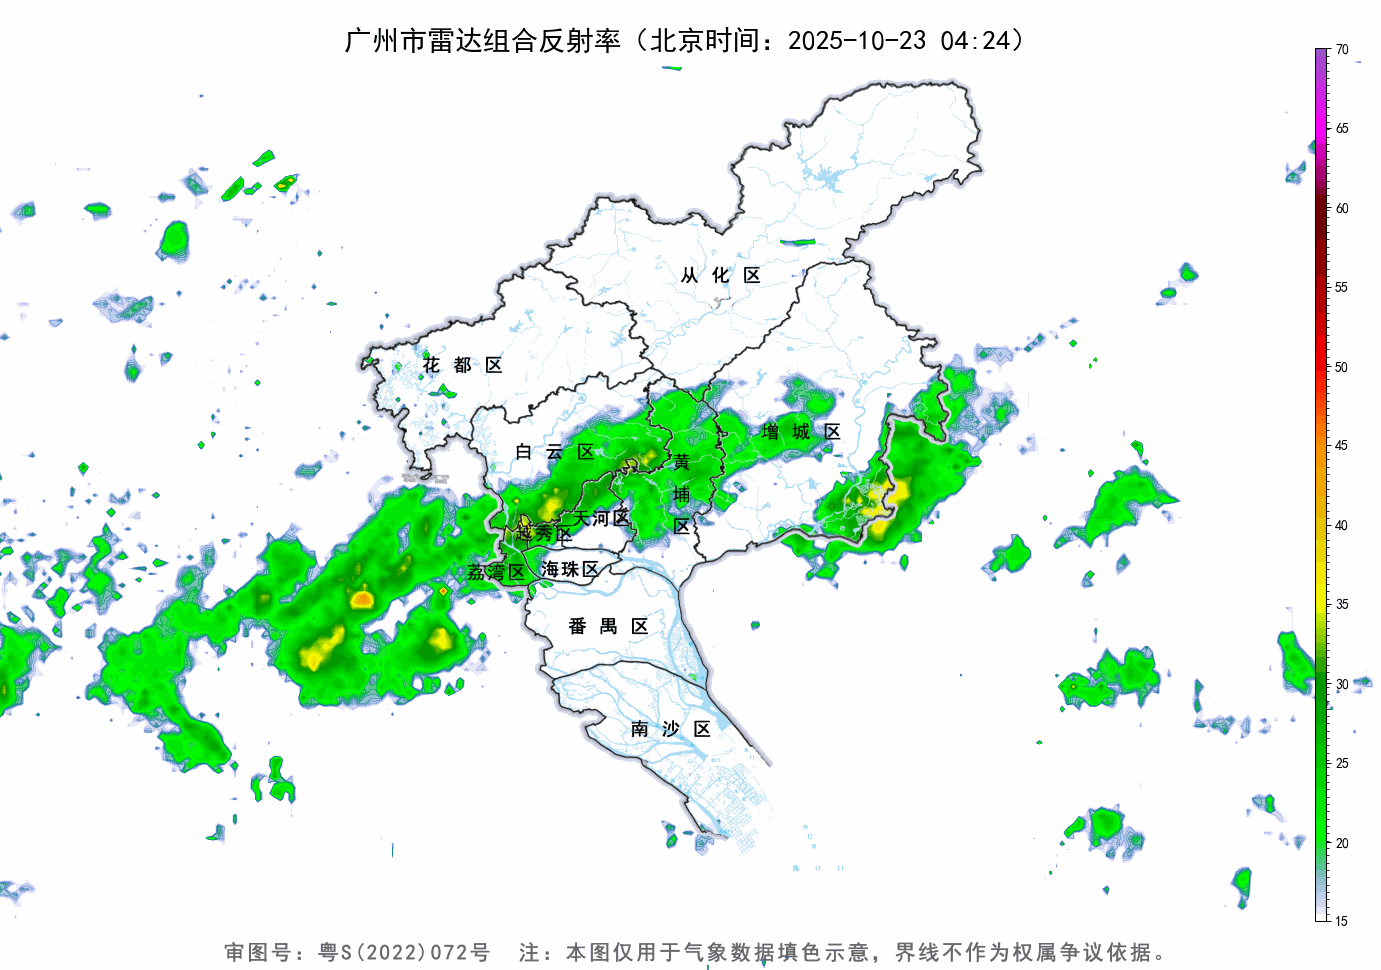 广州市雷达组合反射率（北京时间：2025-10-23 04:24）
70
65
60
55
50
45
40
35
30
25
20
15
从 化 区
花 都 区
增 城 区
白 云 区
黄
埔
区
天河区
越秀区
荔湾区
海珠区
番 禺 区
南 沙 区
审图号：粤S(2022)072号 注：本图仅用于气象数据填色示意，界线不作为权属争议依据。